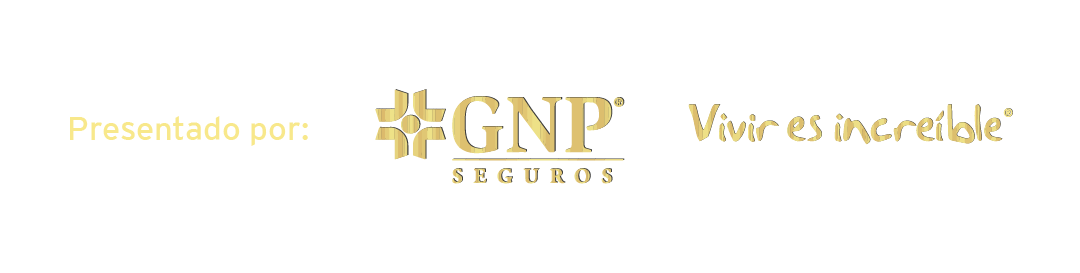 Presentado por:
GNP®
SEGUROS
Vivir es increíble®